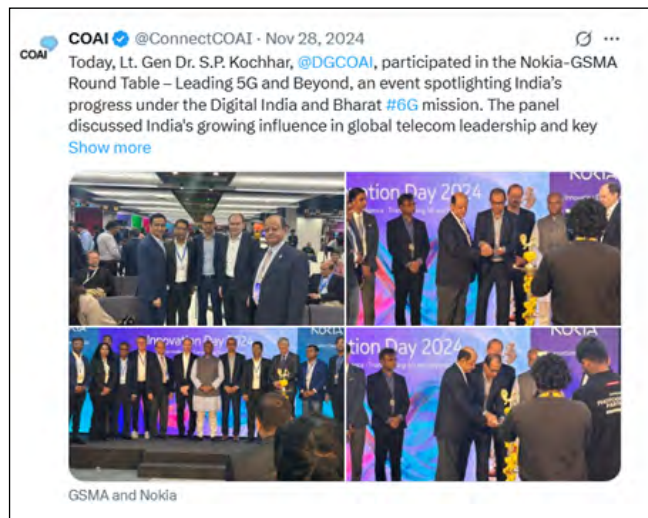 COAI @ConnectCOAI · Nov 28, 2024
COAI
Today, Lt. Gen Dr. S.P. Kochhar, @DGCOAI, participated in the Nokia-GSMA
Round Table – Leading 5G and Beyond, an event spotlighting India's
progress under the Digital India and Bharat #6G mission. The panel
discussed India's growing influence in global telecom leadership and key
Show more
ation Day 2024
NOKIA
Innovation Day 2024
NOKIA
tion Day 2024
GSMA and Nokia